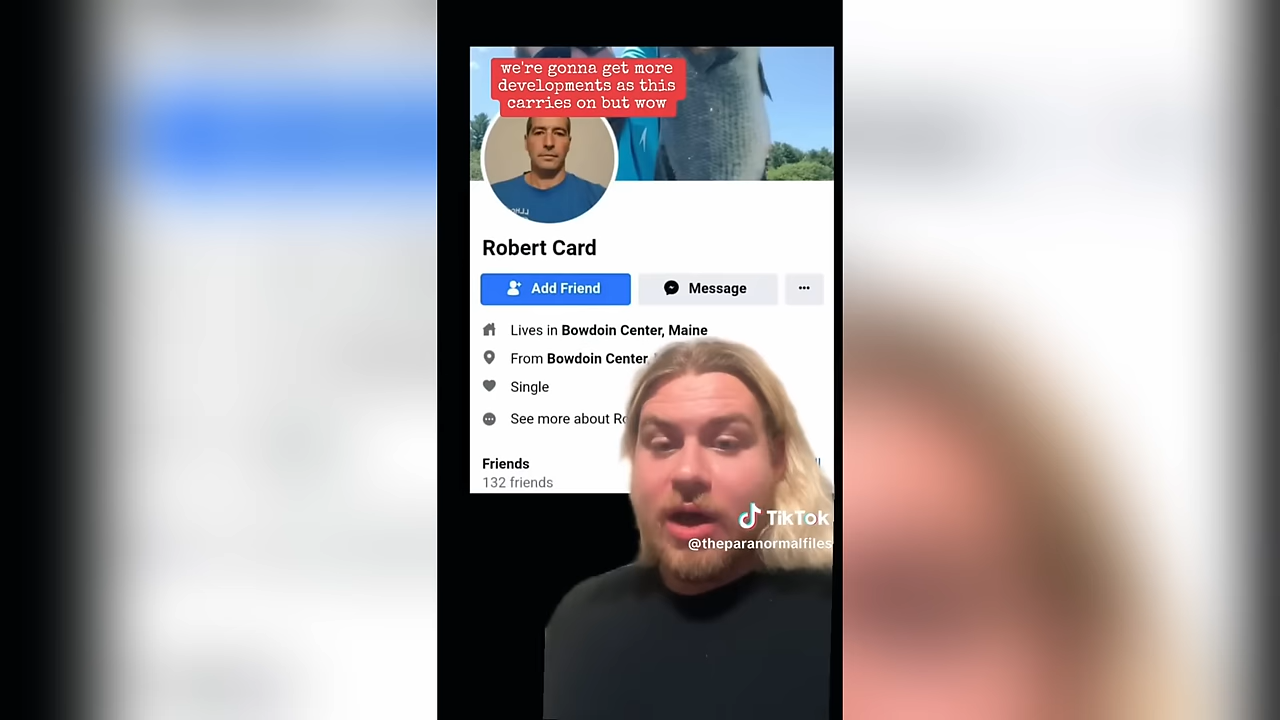 we're gonna get more
developments as this
carries on but wow
Robert Card
Add Friend
Message
Lives in Bowdoin Center, Maine
From Bowdoin Center,
Single
See more about
Friends
132 friends
TikTok
@theparanormalfiles